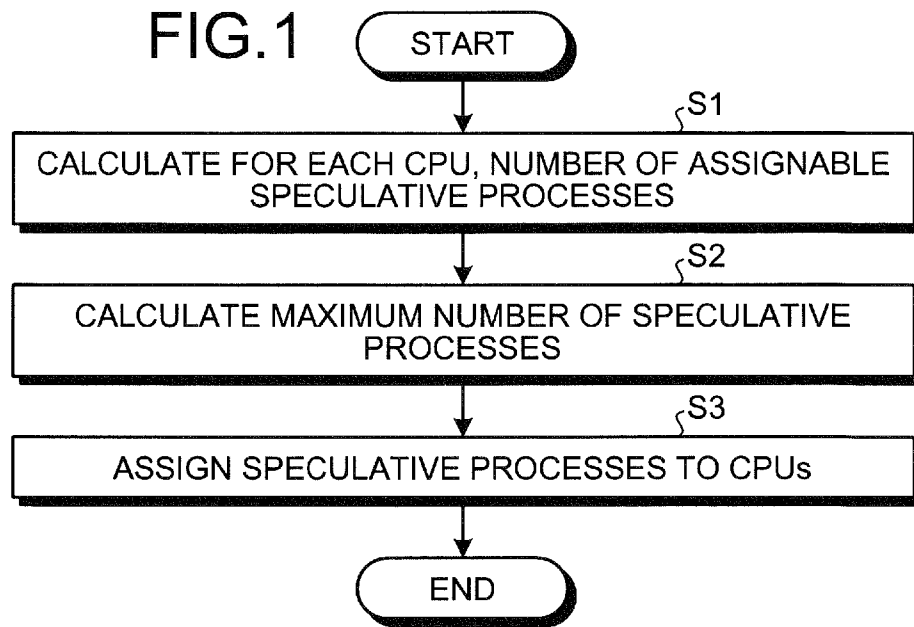 FIG.1
START
S1
CALCULATE FOR EACH CPU, NUMBER OF ASSIGNABLE
SPECULATIVE PROCESSES
S2
CALCULATE MAXIMUM NUMBER OF SPECULATIVE
PROCESSES
S3
ASSIGN SPECULATIVE PROCESSES TO CPUs
END